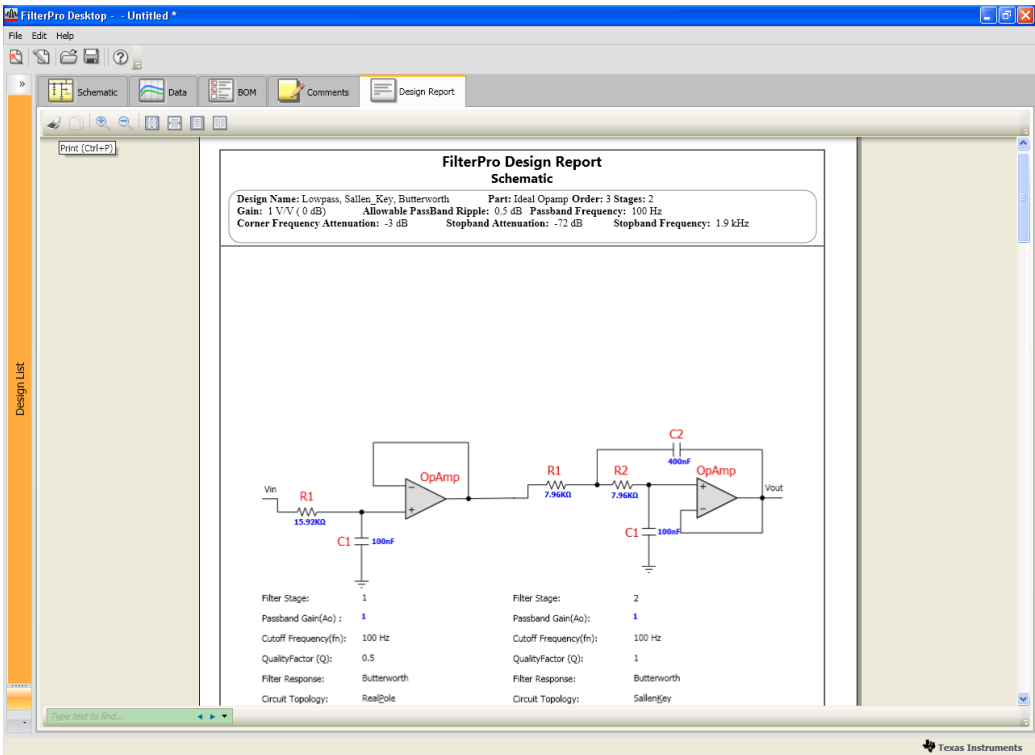 FilterPro Desktop - - Untitled *
File Edit Help
»
Schematic
Data
BOM
Comments
Design Report
Print (Ctrl+P)
Design List
FilterPro Design Report
Schematic
Design Name: Lowpass, Sallen_Key, Butterworth Part: Ideal Opamp Order: 3 Stages: 2
Gain: 1 V/V ( 0 dB) Allowable PassBand Ripple: 0.5 dB Passband Frequency: 100 Hz
Corner Frequency Attenuation: -3 dB Stopband Attenuation: -72 dB Stopband Frequency: 1.9 kHz
Vin
R1
15.92KΩ
C1
100nF
OpAmp
−
+
R1
7.96KΩ
R2
7.96KΩ
C2
400nF
C1
100nF
OpAmp
+
−
Vout
Filter Stage: 1 Filter Stage: 2
Passband Gain(Ao) : 1 Passband Gain(Ao): 1
Cutoff Frequency(fn): 100 Hz Cutoff Frequency(fn): 100 Hz
QualityFactor (Q): 0.5 QualityFactor (Q): 1
Filter Response: Butterworth Filter Response: Butterworth
Circuit Topology: RealPole Circuit Topology: SallenKey
Type text to find...
Texas Instruments